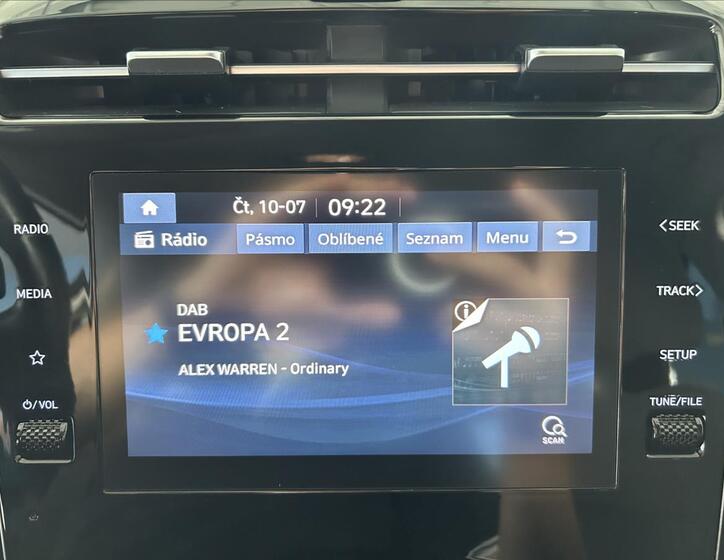 Čt, 10-07 09:22
Rádio Pásmo Oblíbené Seznam Menu
DAB
EVROPA 2
ALEX WARREN - Ordinary
SCAN
RADIO
MEDIA
⏻/VOL
<SEEK
TRACK>
SETUP
TUNE/FILE